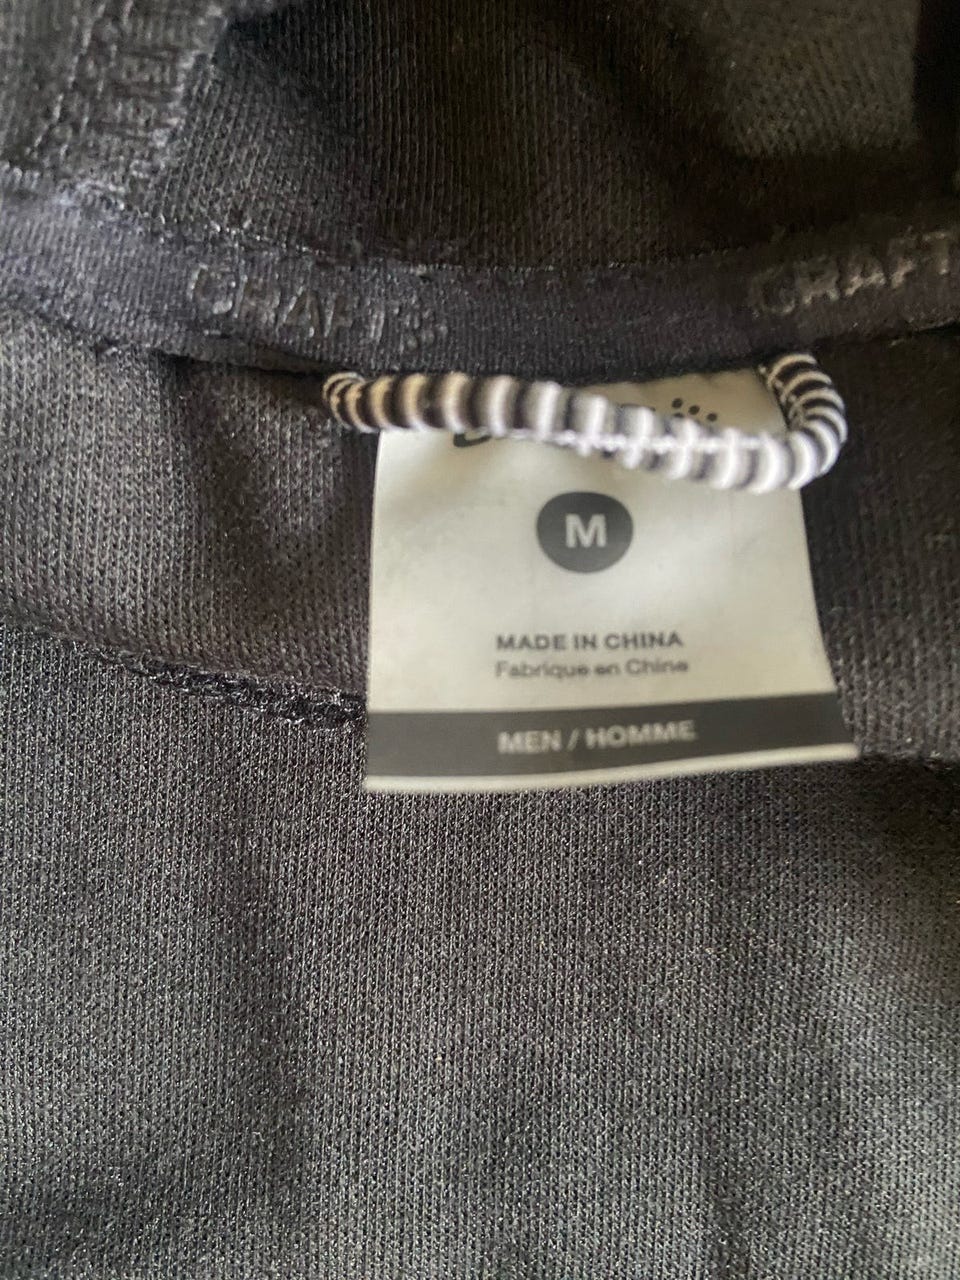 CRAFT
CRAFT
M
MADE IN CHINA
Fabrique en Chine
MEN / HOMME